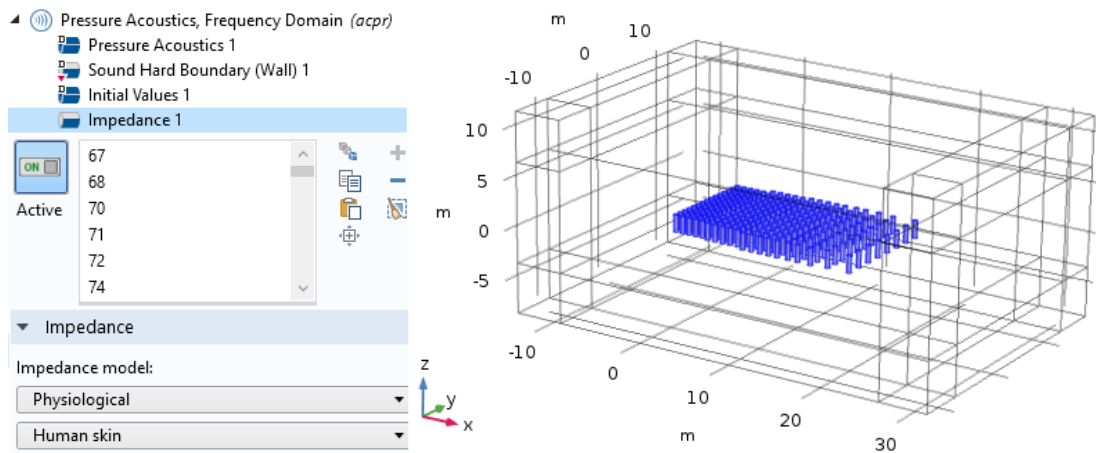 Pressure Acoustics, Frequency Domain (acpr)
Pressure Acoustics 1
Sound Hard Boundary (Wall) 1
Initial Values 1
Impedance 1
ON
Active
67
68
70
71
72
74
Impedance
Impedance model:
Physiological
Human skin
m
10
0
-10
10
5
m
0
-5
-10
0
10
m
20
30
z
y
x